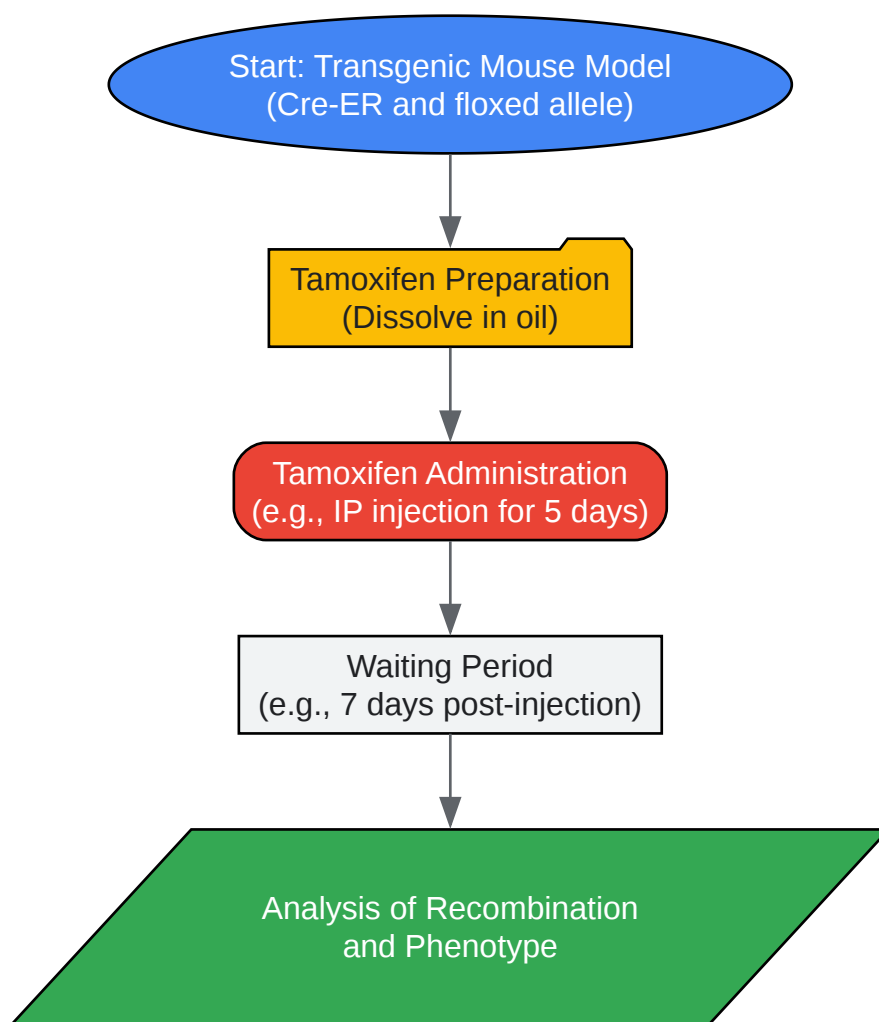 Start: Transgenic Mouse Model
(Cre-ER and floxed allele)
Tamoxifen Preparation
(Dissolve in oil)
Tamoxifen Administration
(e.g., IP injection for 5 days)
Waiting Period
(e.g., 7 days post-injection)
Analysis of Recombination
and Phenotype